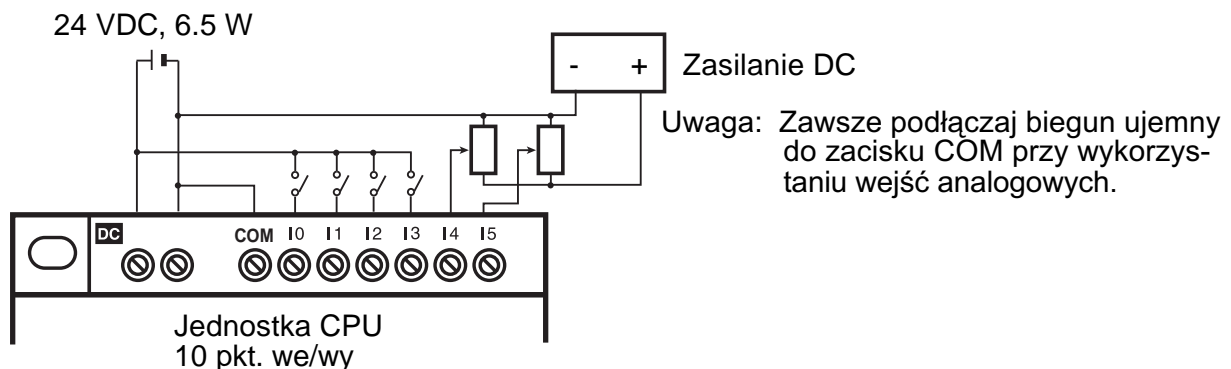 24 VDC, 6.5 W
- +
Zasilanie DC
Uwaga: Zawsze podłączaj biegun ujemny
do zacisku COM przy wykorzys-
taniu wejść analogowych.
DC
COM I0 I1 I2 I3 I4 I5
Jednostka CPU
10 pkt. we/wy